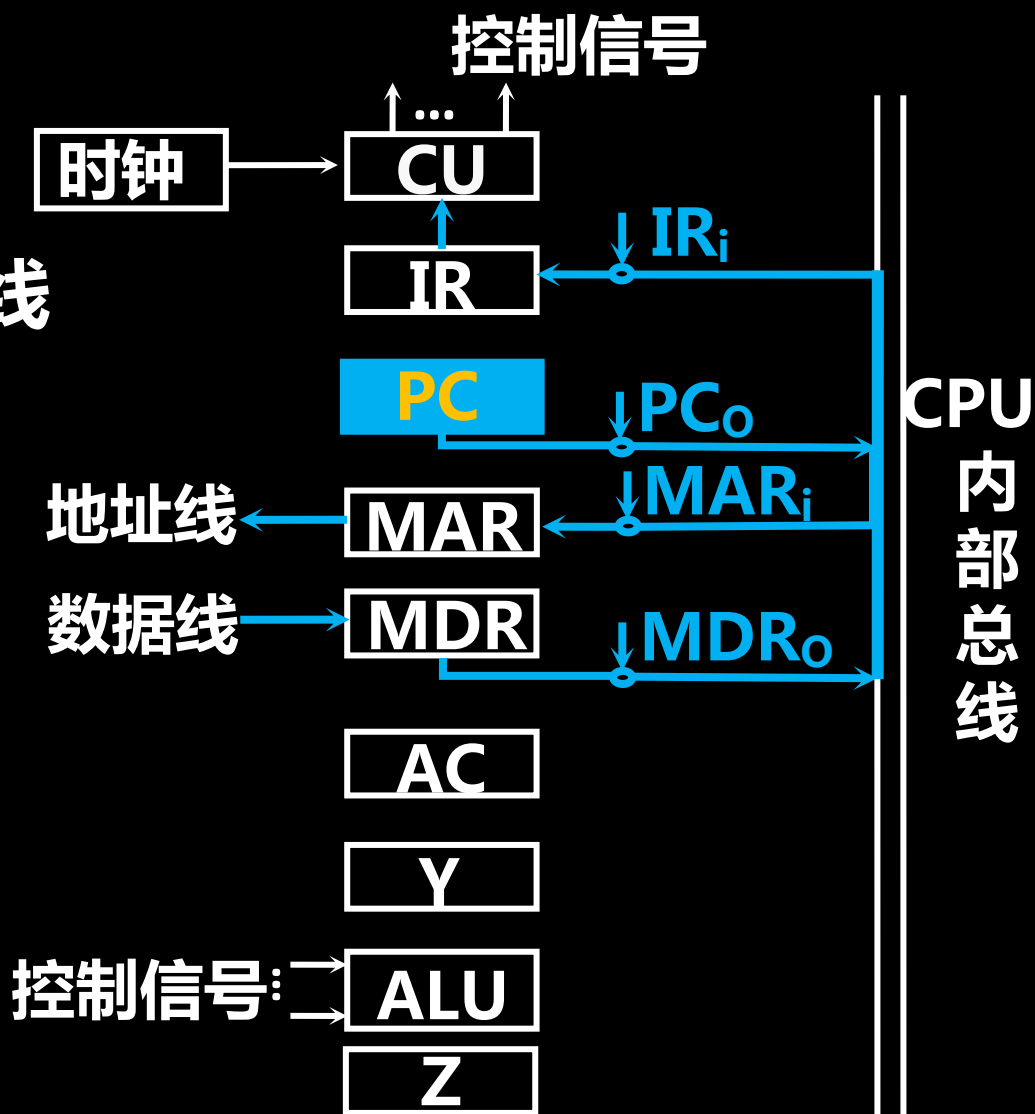 控制信号
...
时钟
CU
IRi
IR
线
PC
PCO
CPU
内
部
总
线
MARi
地址线
MAR
数据线
MDR
MDRO
AC
Y
控制信号
...
ALU
Z